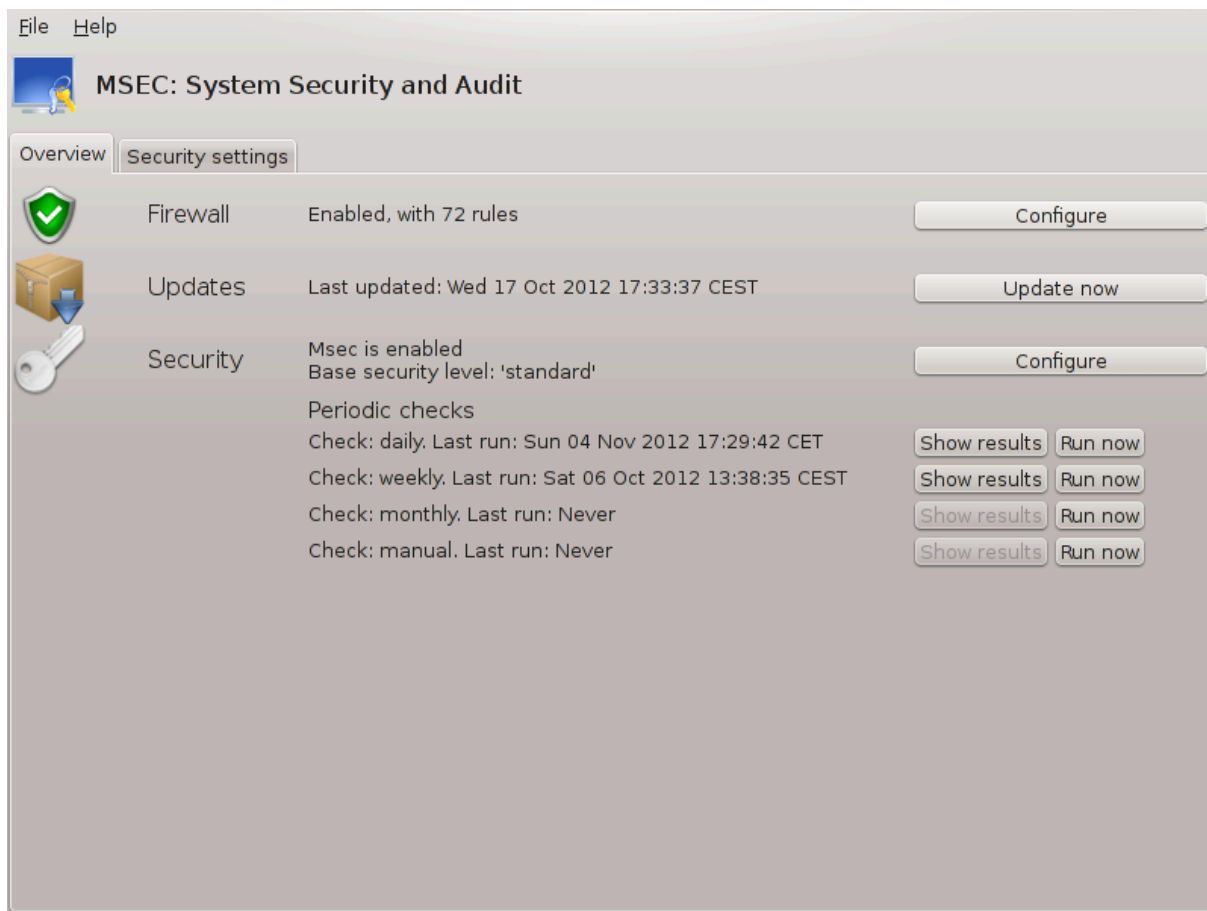 File Help
MSEC: System Security and Audit
Overview Security settings
Firewall Enabled, with 72 rules Configure
Updates Last updated: Wed 17 Oct 2012 17:33:37 CEST Update now
Security Msec is enabled
Base security level: 'standard' Configure
Periodic checks
Check: daily. Last run: Sun 04 Nov 2012 17:29:42 CET Show results Run now
Check: weekly. Last run: Sat 06 Oct 2012 13:38:35 CEST Show results Run now
Check: monthly. Last run: Never Show results Run now
Check: manual. Last run: Never Show results Run now